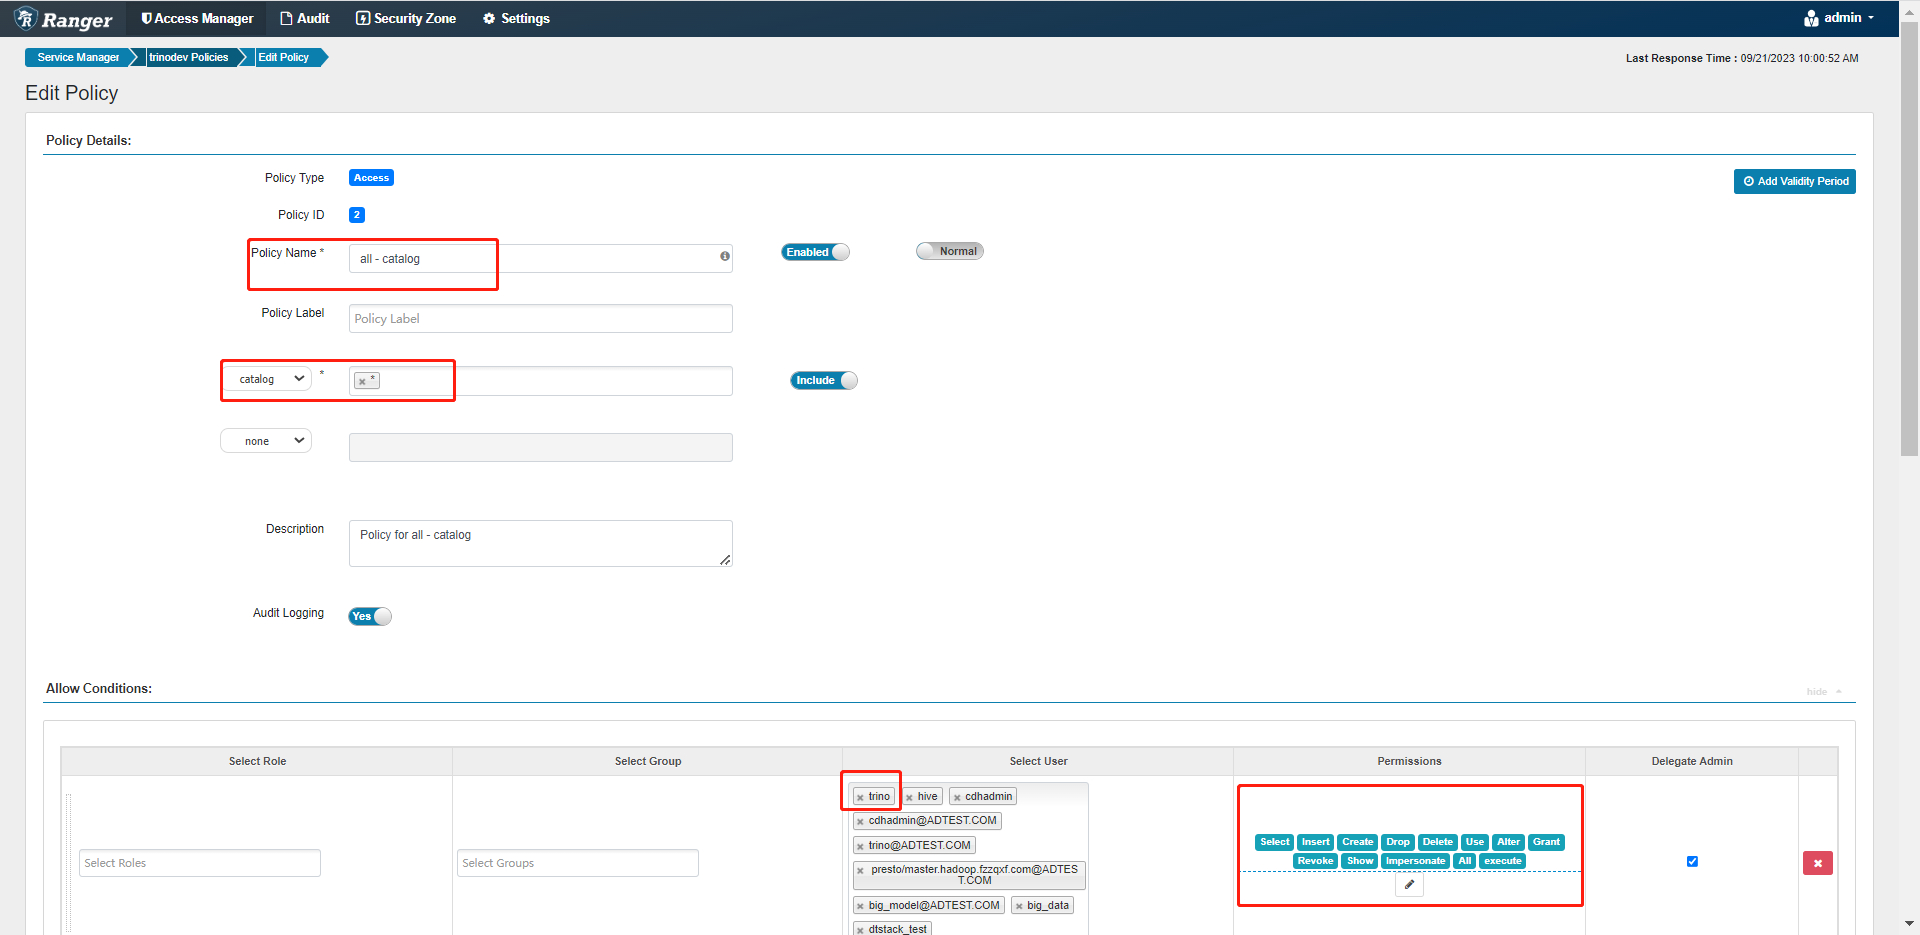 Ranger Access Manager Audit Security Zone Settings admin
Service Manager trinodev Policies Edit Policy Last Response Time : 09/21/2023 10:00:52 AM
Edit Policy
Policy Details:
Policy Type Access Add Validity Period
Policy ID 2
Policy Name * all - catalog Enabled Normal
Policy Label Policy Label
catalog * × * Include
none
Description Policy for all - catalog
Audit Logging Yes
Allow Conditions:
hide
Select Role Select Group Select User Permissions Delegate Admin
Select Roles
Select Groups
× trino × hive × cdhadmin
× cdhadmin@ADTEST.COM
× trino@ADTEST.COM
× presto/master.hadoop.fzzqxf.com@ADTES
T.COM
× big_model@ADTEST.COM × big_data
× dtstack_test
Select Insert Create Drop Delete Use Alter Grant
Revoke Show Impersonate All execute
×